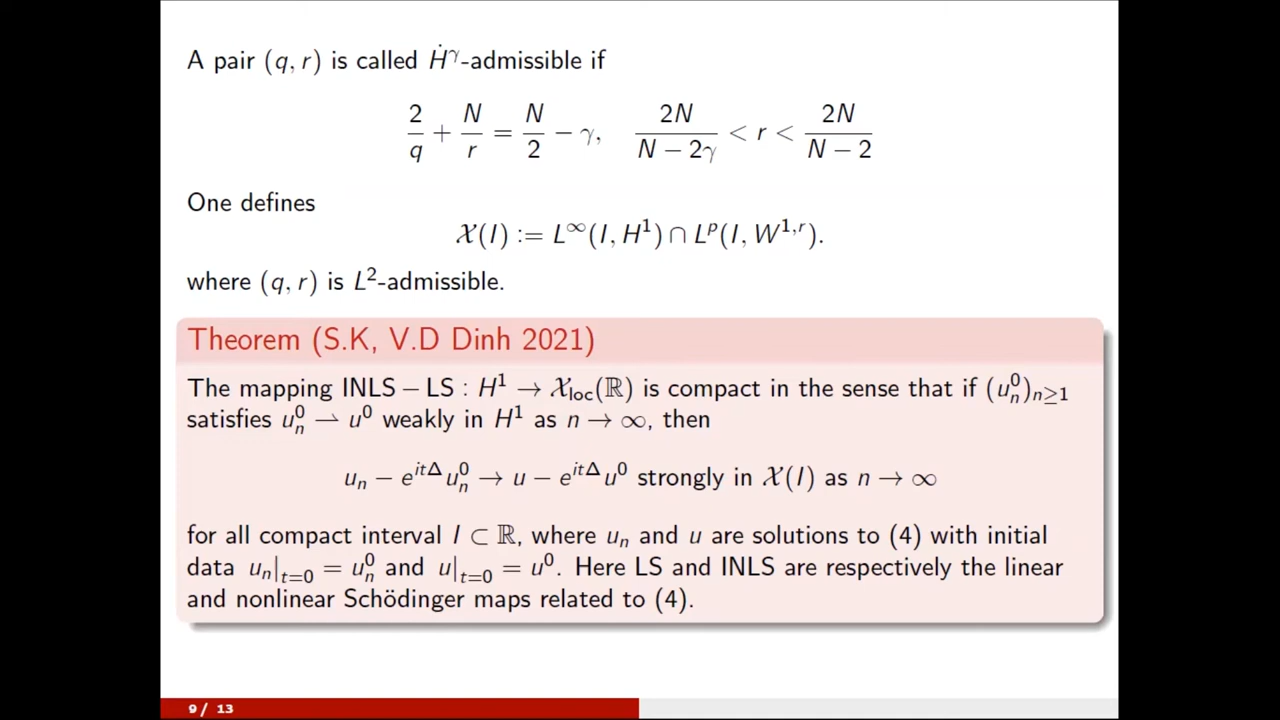 A pair (q, r) is called Ḣ^γ-admissible if
2/q + N/r = N/2 − γ, 2N/(N − 2γ) < r < 2N/(N − 2)
One defines
𝒳(I) := L^∞(I, H^1) ∩ L^p(I, W^{1,r}).
where (q, r) is L^2-admissible.
Theorem (S.K, V.D Dinh 2021)
The mapping INLS − LS : H^1 → 𝒳_loc(ℝ) is compact in the sense that if (u_n^0)_{n≥1}
satisfies u_n^0 ⇀ u^0 weakly in H^1 as n → ∞, then
u_n − e^{itΔ} u_n^0 → u − e^{itΔ} u^0 strongly in 𝒳(I) as n → ∞
for all compact interval I ⊂ ℝ, where u_n and u are solutions to (4) with initial
data u_n|_{t=0} = u_n^0 and u|_{t=0} = u^0. Here LS and INLS are respectively the linear
and nonlinear Schödinger maps related to (4).
9 / 13